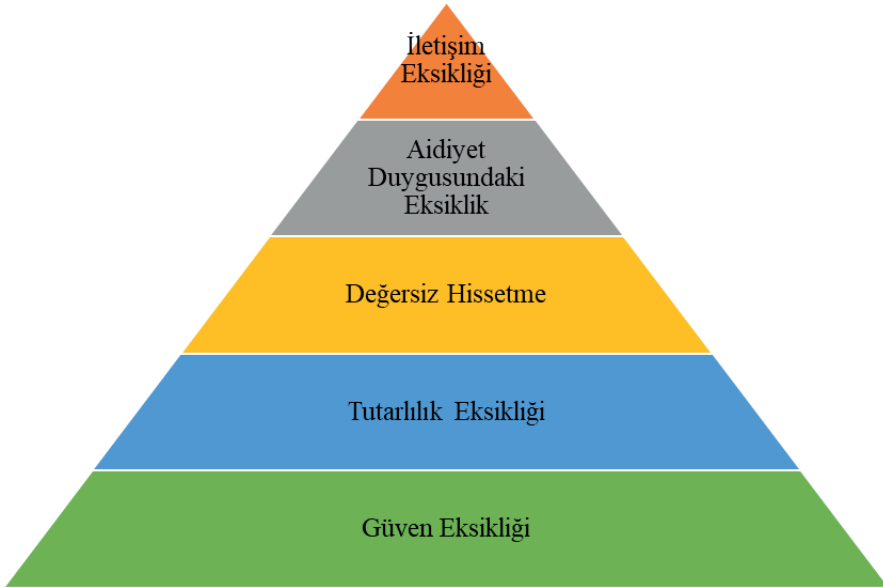 İletişim
Eksikliği
Aidiyet
Duygusundaki
Eksiklik
Değersiz Hissetme
Tutarlılık Eksikliği
Güven Eksikliği